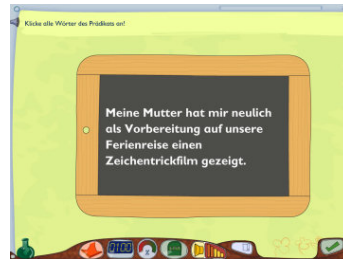 Klicke alle Wörter des Prädikats an!
Meine Mutter hat mir neulich
als Vorbereitung auf unsere
Ferienreise einen
Zeichentrickfilm gezeigt.
0100